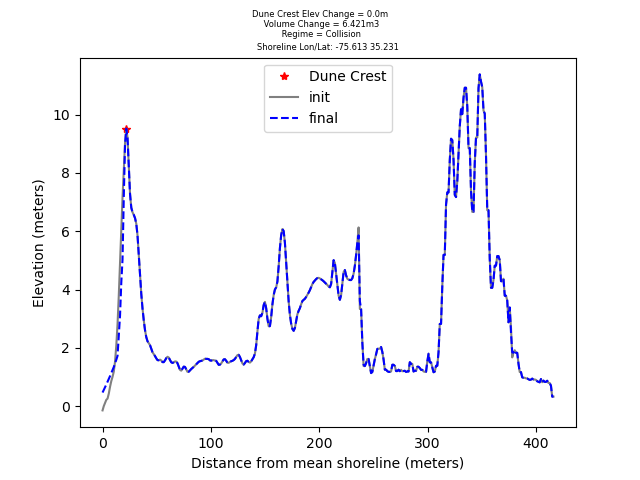 Dune Crest Elev Change = 0.0m
Volume Change = 6.421m3
Regime = Collision
Shoreline Lon/Lat: -75.613 35.231
Dune Crest
init
final
Elevation (meters)
10
8
6
4
2
0
0 100 200 300 400
Distance from mean shoreline (meters)